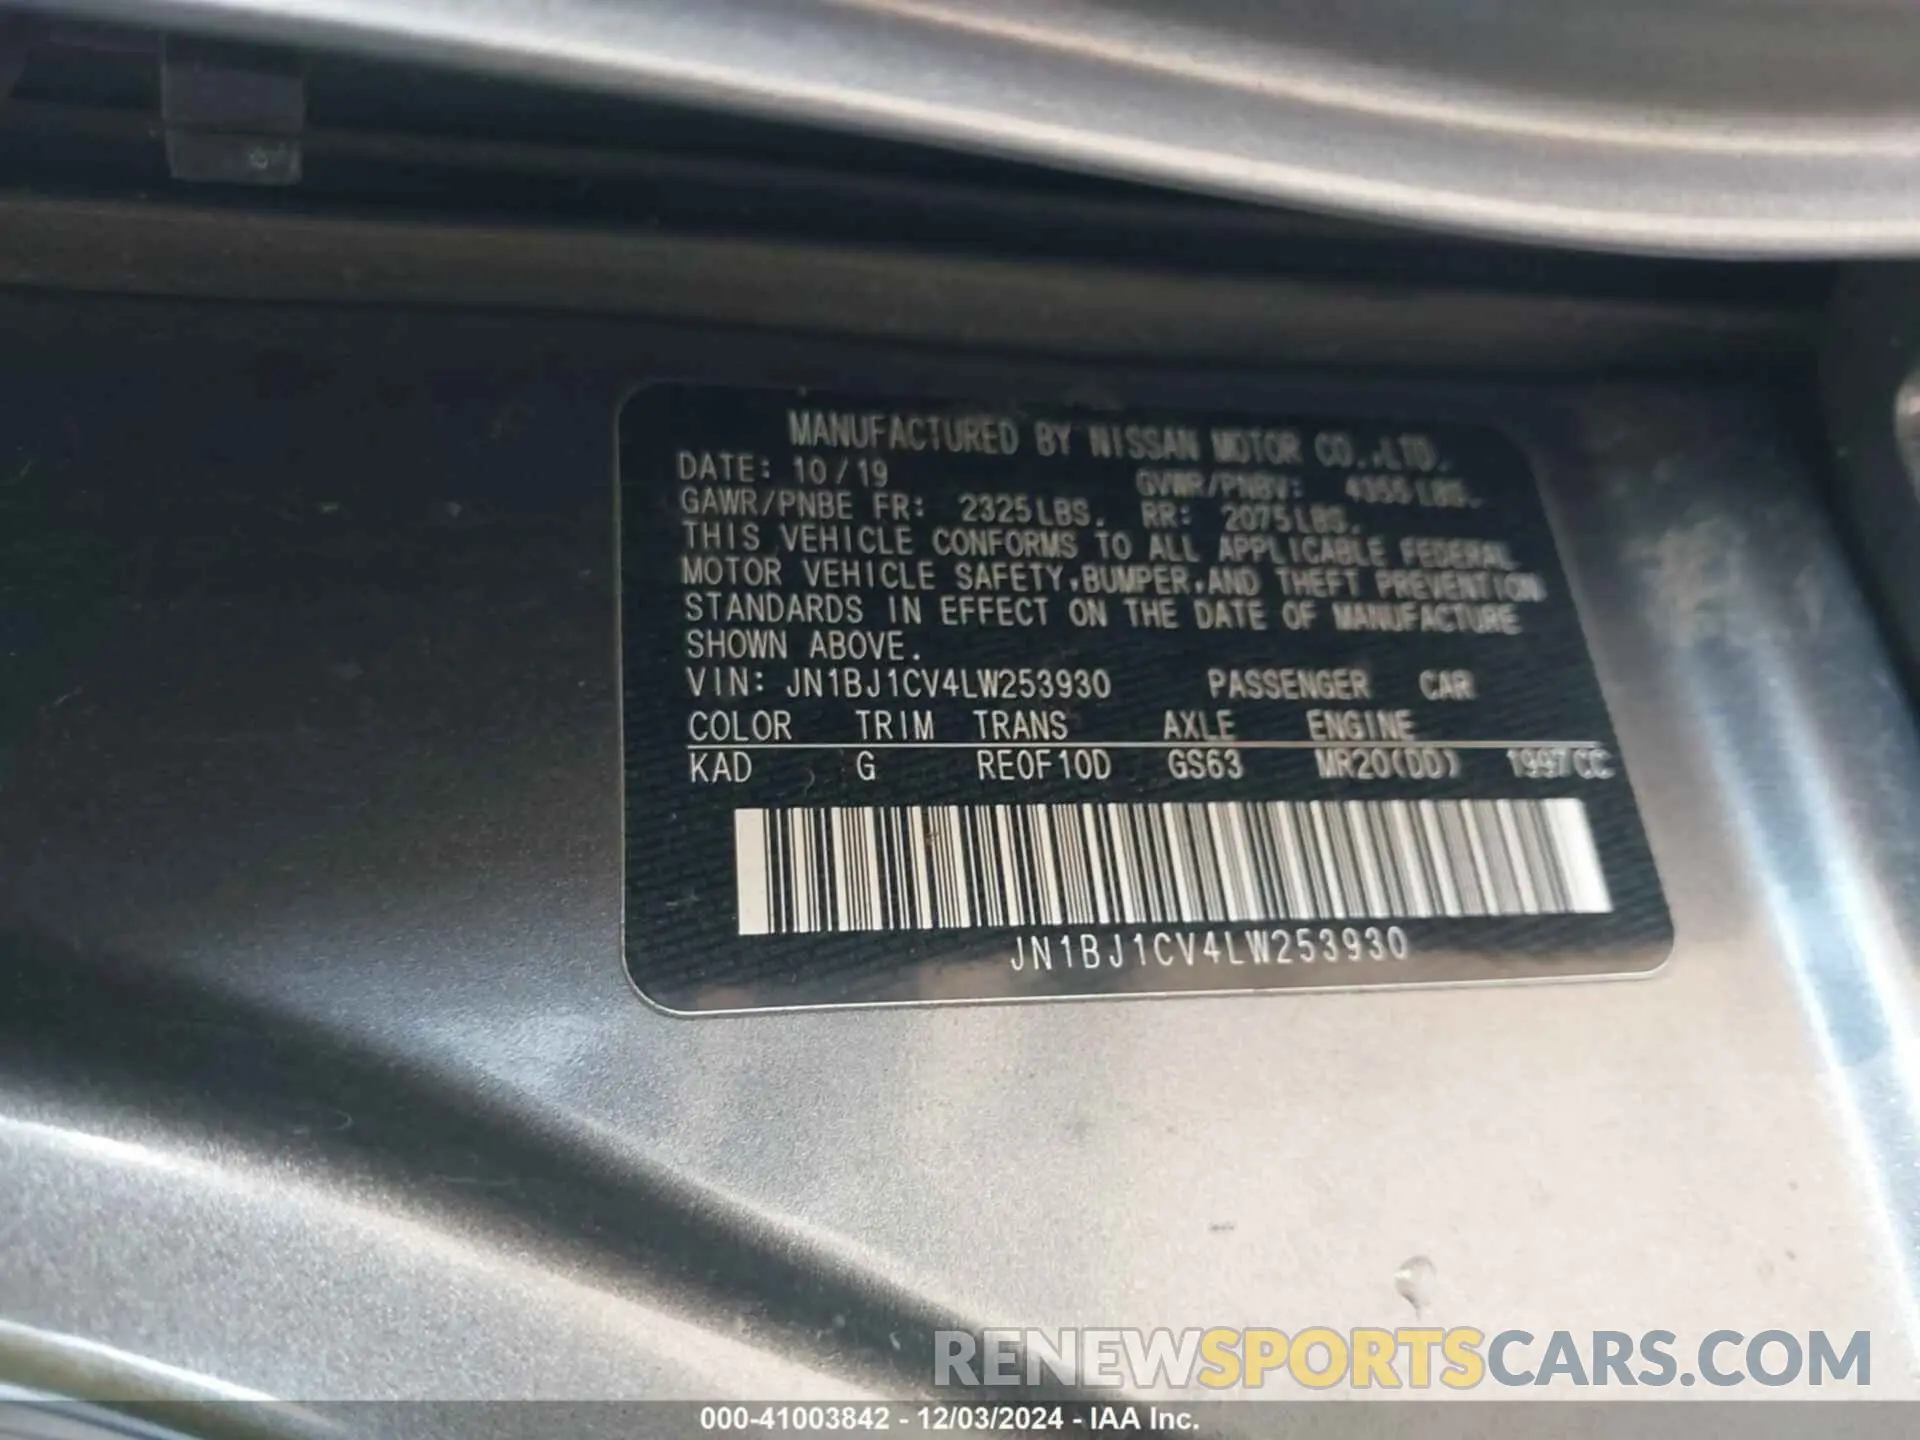 MANUFACTURED BY NISSAN MOTOR CO.,LTD.
DATE: 10/19 GVWR/PNBV: 4355 LBS.
GAWR/PNBE FR: 2325LBS. RR: 2075LBS.
THIS VEHICLE CONFORMS TO ALL APPLICABLE FEDERAL
MOTOR VEHICLE SAFETY,BUMPER,AND THEFT PREVENTION
STANDARDS IN EFFECT ON THE DATE OF MANUFACTURE
SHOWN ABOVE.
VIN: JN1BJ1CV4LW253930 PASSENGER CAR
COLOR TRIM TRANS AXLE ENGINE
KAD G RE0F10D GS63 MR20(DD) 1997CC
JN1BJ1CV4LW253930
RENEWSPORTSCARS.COM
000-41003842 - 12/03/2024 - IAA Inc.